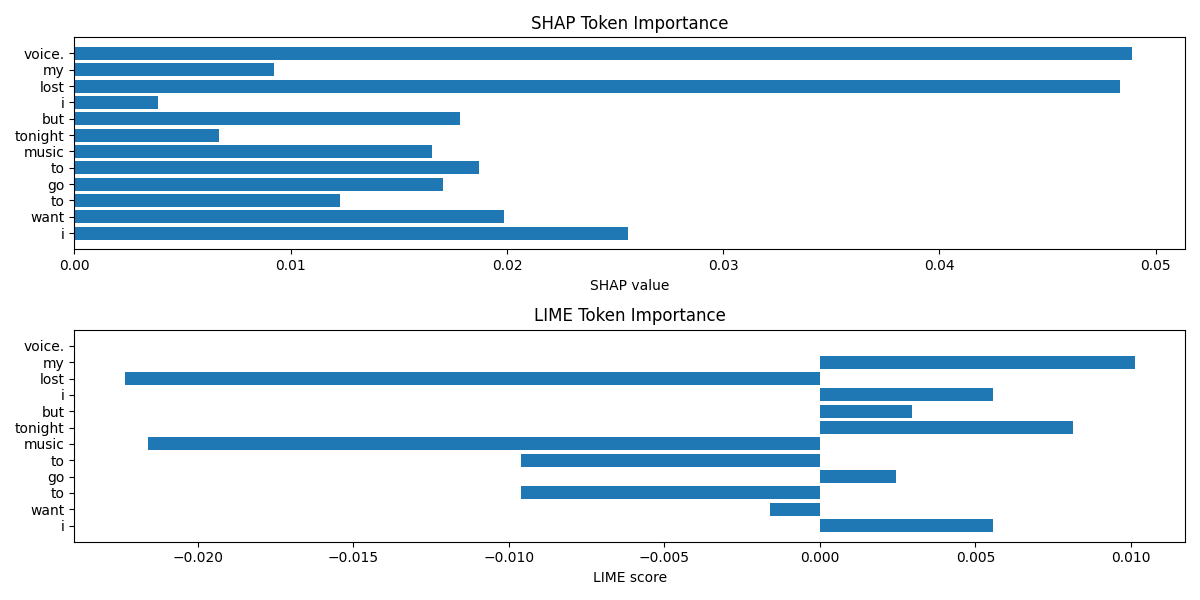 SHAP Token Importance
voice.
my
lost
i
but
tonight
music
to
go
to
want
i
0.00 0.01 0.02 0.03 0.04 0.05
SHAP value
LIME Token Importance
voice.
my
lost
i
but
tonight
music
to
go
to
want
i
−0.020 −0.015 −0.010 −0.005 0.000 0.005 0.010
LIME score